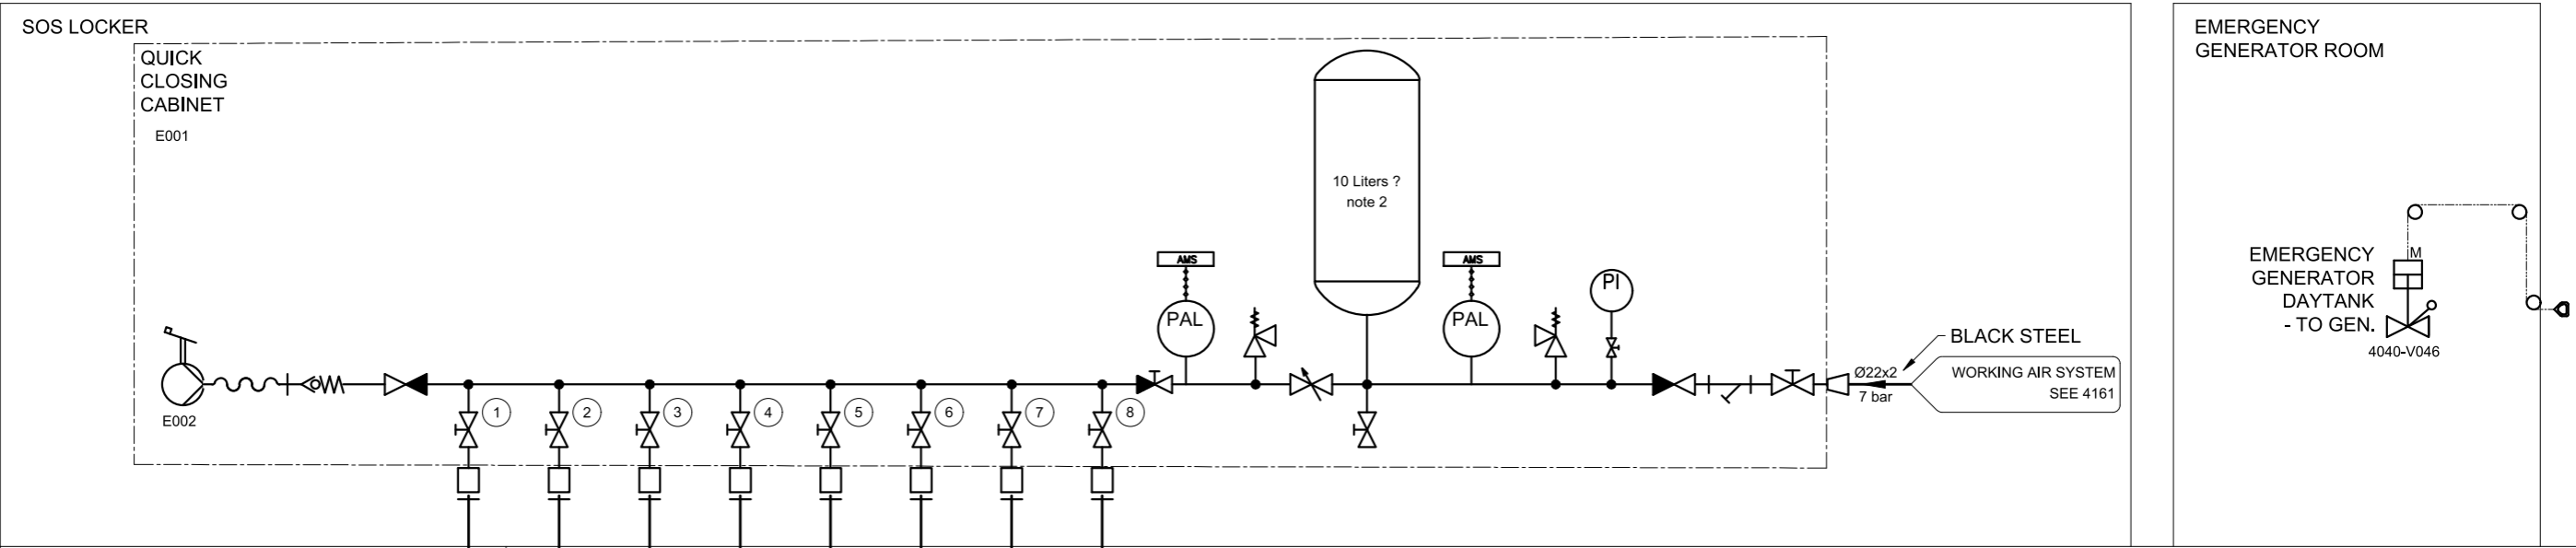 SOS LOCKER
QUICK
CLOSING
CABINET
E001
E002
1
2
3
4
5
6
7
8
AMS
PAL
10 Liters ?
note 2
AMS
PAL
PI
BLACK STEEL
Ø22x2
7 bar
WORKING AIR SYSTEM
SEE 4161
EMERGENCY
GENERATOR ROOM
M
EMERGENCY
GENERATOR
DAYTANK
- TO GEN.
4040-V046